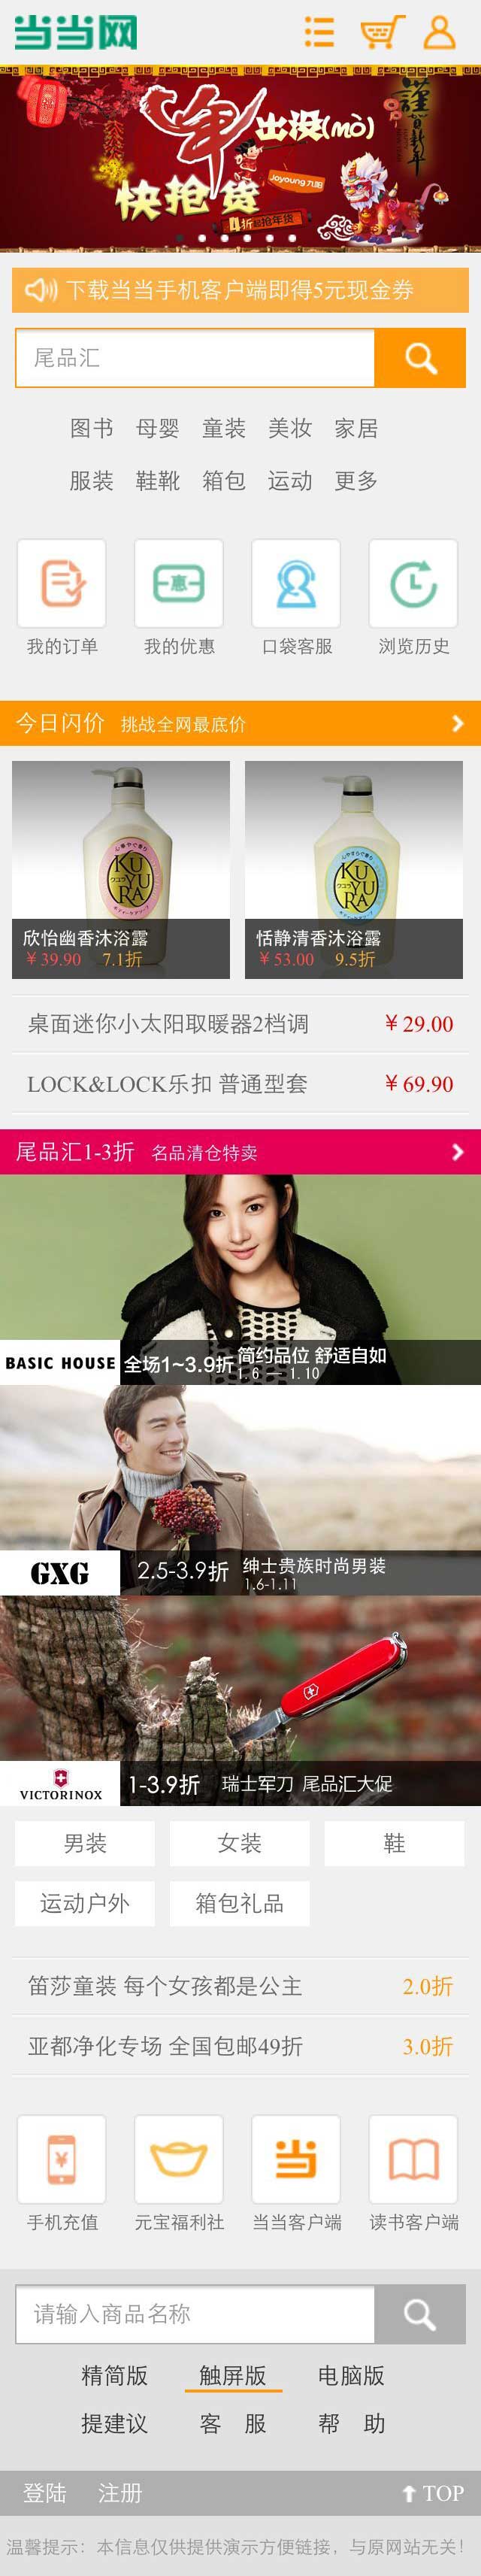 当当网
谨贺新年
神出没(mò)
快抢货
Joyoung九阳
4折起抢年货
下载当当手机客户端即得5元现金券
尾品汇
图书 母婴 童装 美妆 家居
服装 鞋靴 箱包 运动 更多
惠
我的订单 我的优惠 口袋客服 浏览历史
今日闪价 挑战全网最底价
KUYURA KUYURA
欣怡幽香沐浴露 恬静清香沐浴露
￥39.90 7.1折 ￥53.00 9.5折
桌面迷你小太阳取暖器2档调 ￥29.00
LOCK&LOCK乐扣 普通型套 ￥69.90
尾品汇1-3折 名品清仓特卖
BASIC HOUSE 全场1~3.9折 简约品位 舒适自如
1.6 — 1.10
GXG 2.5-3.9折 绅士贵族时尚男装
1.6-1.11
VICTORINOX 1-3.9折 瑞士军刀 尾品汇大促
男装 女装 鞋
运动户外 箱包礼品
笛莎童装 每个女孩都是公主 2.0折
亚都净化专场 全国包邮49折 3.0折
¥ 当
手机充值 元宝福利社 当当客户端 读书客户端
请输入商品名称
精简版 触屏版 电脑版
提建议 客 服 帮 助
登陆 注册 TOP
温馨提示：本信息仅供提供演示方便链接，与原网站无关！